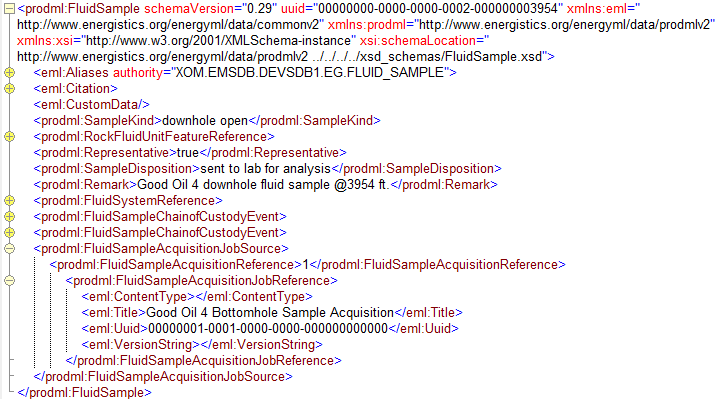 <prodml:FluidSample schemaVersion="0.29" uuid="00000000-0000-0000-0002-000000003954" xmlns:eml="
http://www.energistics.org/energyml/data/commonv2" xmlns:prodml="http://www.energistics.org/energyml/data/prodmlv2"
xmlns:xsi="http://www.w3.org/2001/XMLSchema-instance" xsi:schemaLocation="
http://www.energistics.org/energyml/data/prodmlv2 ../../../../xsd_schemas/FluidSample.xsd">
<eml:Aliases authority="XOM.EMSDB.DEVSDB1.EG.FLUID_SAMPLE">
<eml:Citation>
<eml:CustomData/>
<prodml:SampleKind>downhole open</prodml:SampleKind>
<prodml:RockFluidUnitFeatureReference>
<prodml:Representative>true</prodml:Representative>
<prodml:SampleDisposition>sent to lab for analysis</prodml:SampleDisposition>
<prodml:Remark>Good Oil 4 downhole fluid sample @3954 ft.</prodml:Remark>
<prodml:FluidSystemReference>
<prodml:FluidSampleChainofCustodyEvent>
<prodml:FluidSampleChainofCustodyEvent>
<prodml:FluidSampleAcquisitionJobSource>
<prodml:FluidSampleAcquisitionReference>1</prodml:FluidSampleAcquisitionReference>
<prodml:FluidSampleAcquisitionJobReference>
<eml:ContentType></eml:ContentType>
<eml:Title>Good Oil 4 Bottomhole Sample Acquisition</eml:Title>
<eml:Uuid>00000001-0001-0000-0000-000000000000</eml:Uuid>
<eml:VersionString></eml:VersionString>
</prodml:FluidSampleAcquisitionJobReference>
</prodml:FluidSampleAcquisitionJobSource>
</prodml:FluidSample>